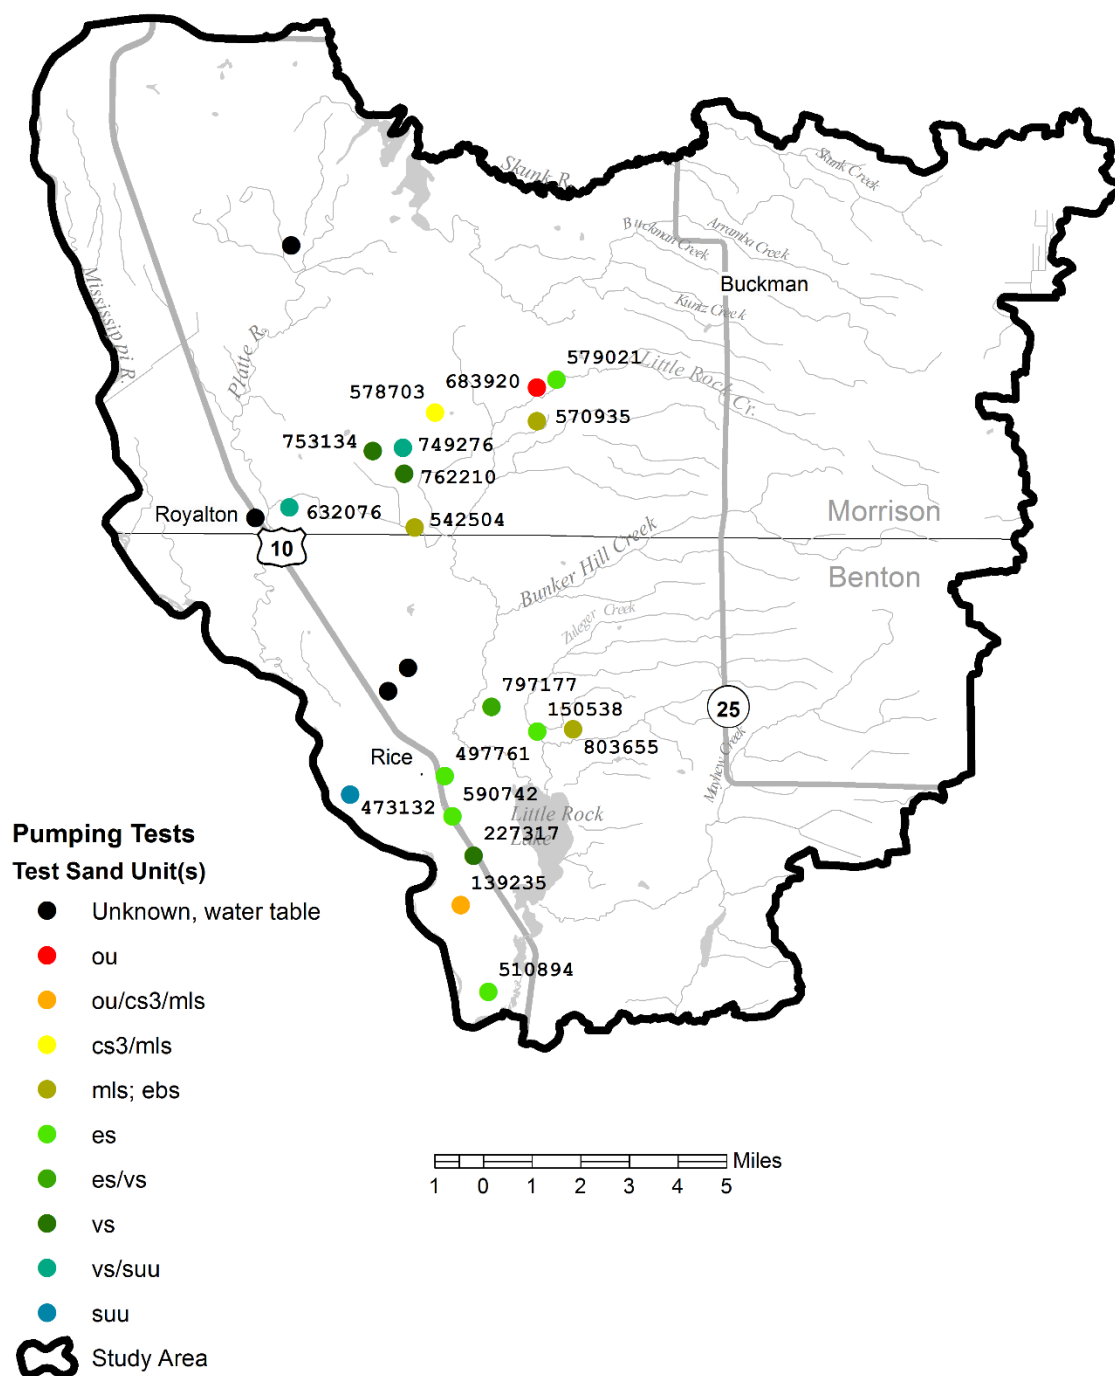 Skunk R.
Skunk Creek
Arramba Creek
Buckman Creek
Buckman
Mississippi R.
Kuntz Creek
Platte R.
Little Rock Cr.
579021
683920
578703
570935
753134
749276
762210
Royalton
632076
542504
Morrison
10
Bunker Hill Creek
Benton
Zuleger Creek
797177
150538
25
803655
Rice
497761
Mayhew Creek
590742
473132
Little Rock
Lake
227317
139235
510894
Pumping Tests
Test Sand Unit(s)
Unknown, water table
ou
ou/cs3/mls
cs3/mls
mls; ebs
es
es/vs
vs
vs/suu
suu
Study Area
Miles
1 0 1 2 3 4 5